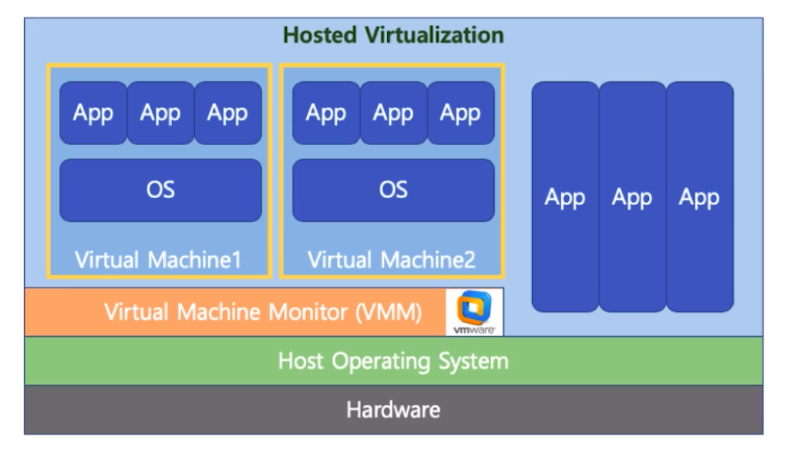 Hosted Virtualization
App App App
OS
Virtual Machine1
App App App
OS
Virtual Machine2
App App App
Virtual Machine Monitor (VMM)
vmware
Host Operating System
Hardware